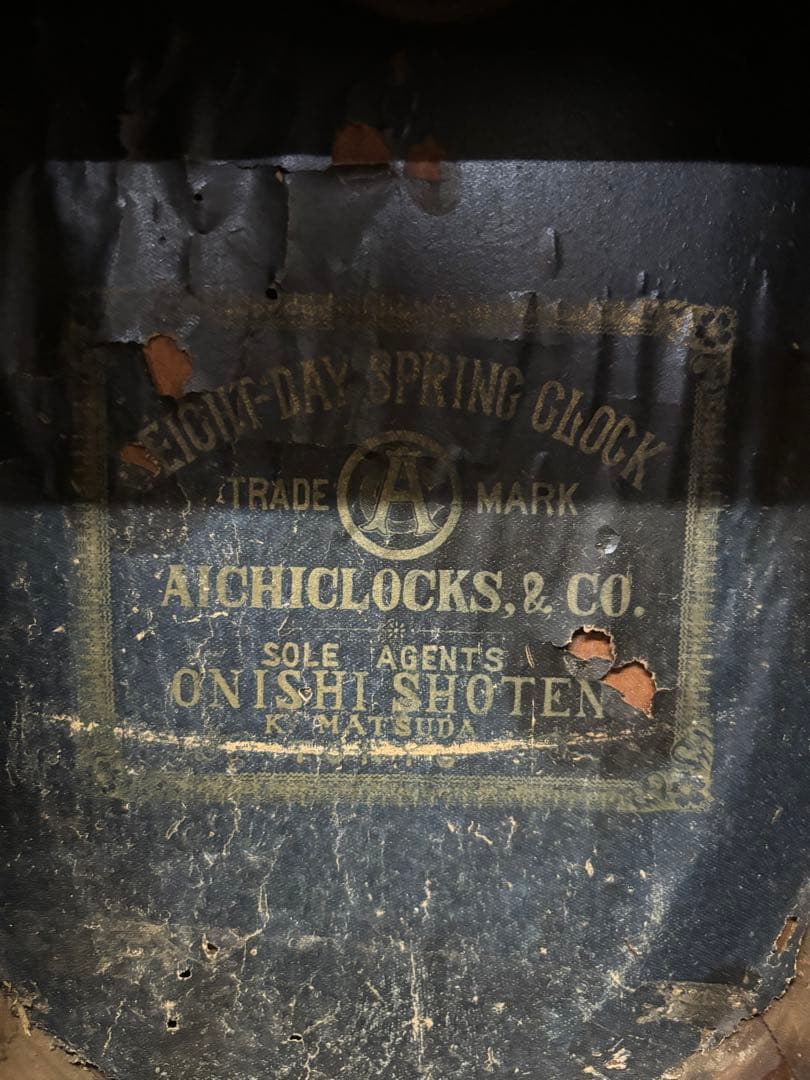 EIGHT-DAY SPRING CLOCK
TRADE A MARK
AICHICLOCKS, & CO.
SOLE AGENTS
ONISHI SHOTEN
K. MATSUDA